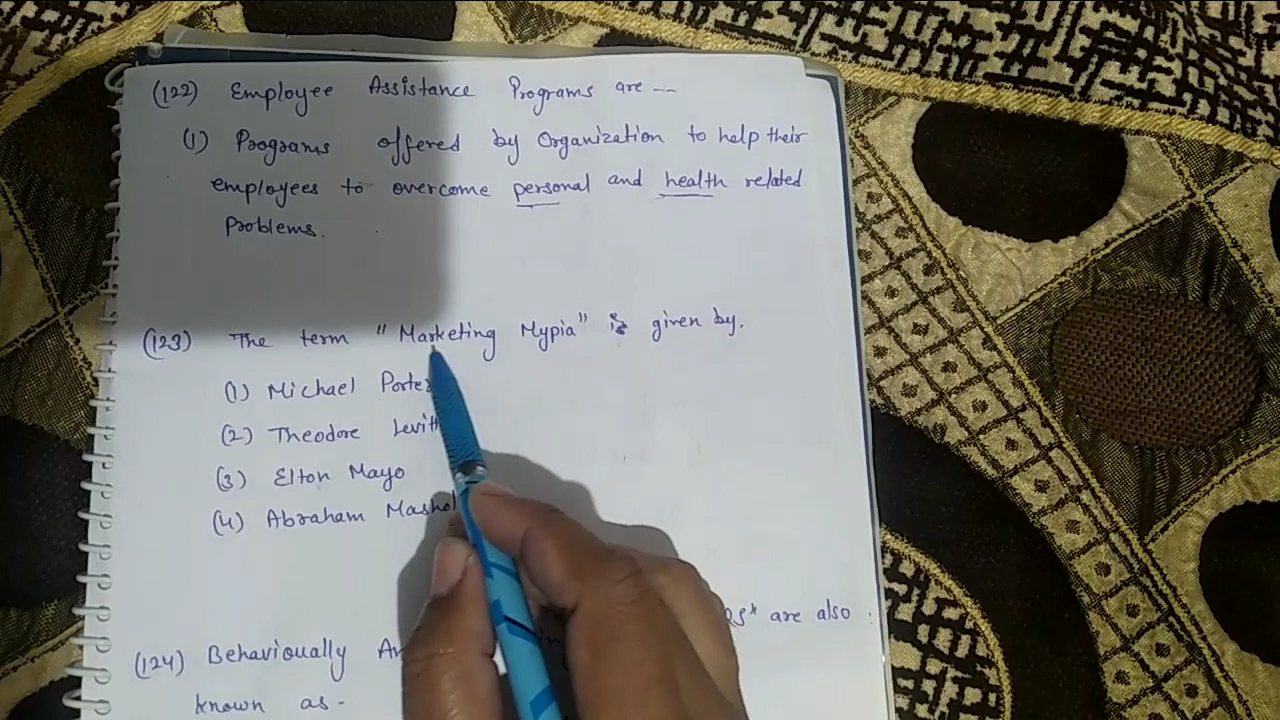 (122) Employee Assistance Programs are --
(1) Programs offered by Organization to help their
employees to overcome personal and health related
Problems.
(123) The term "Marketing Mypia" is given by.
(1) Michael Porter
(2) Theodore Levitt
(3) Elton Mayo
(4) Abraham
(124) Behaviourally are also :
known as-